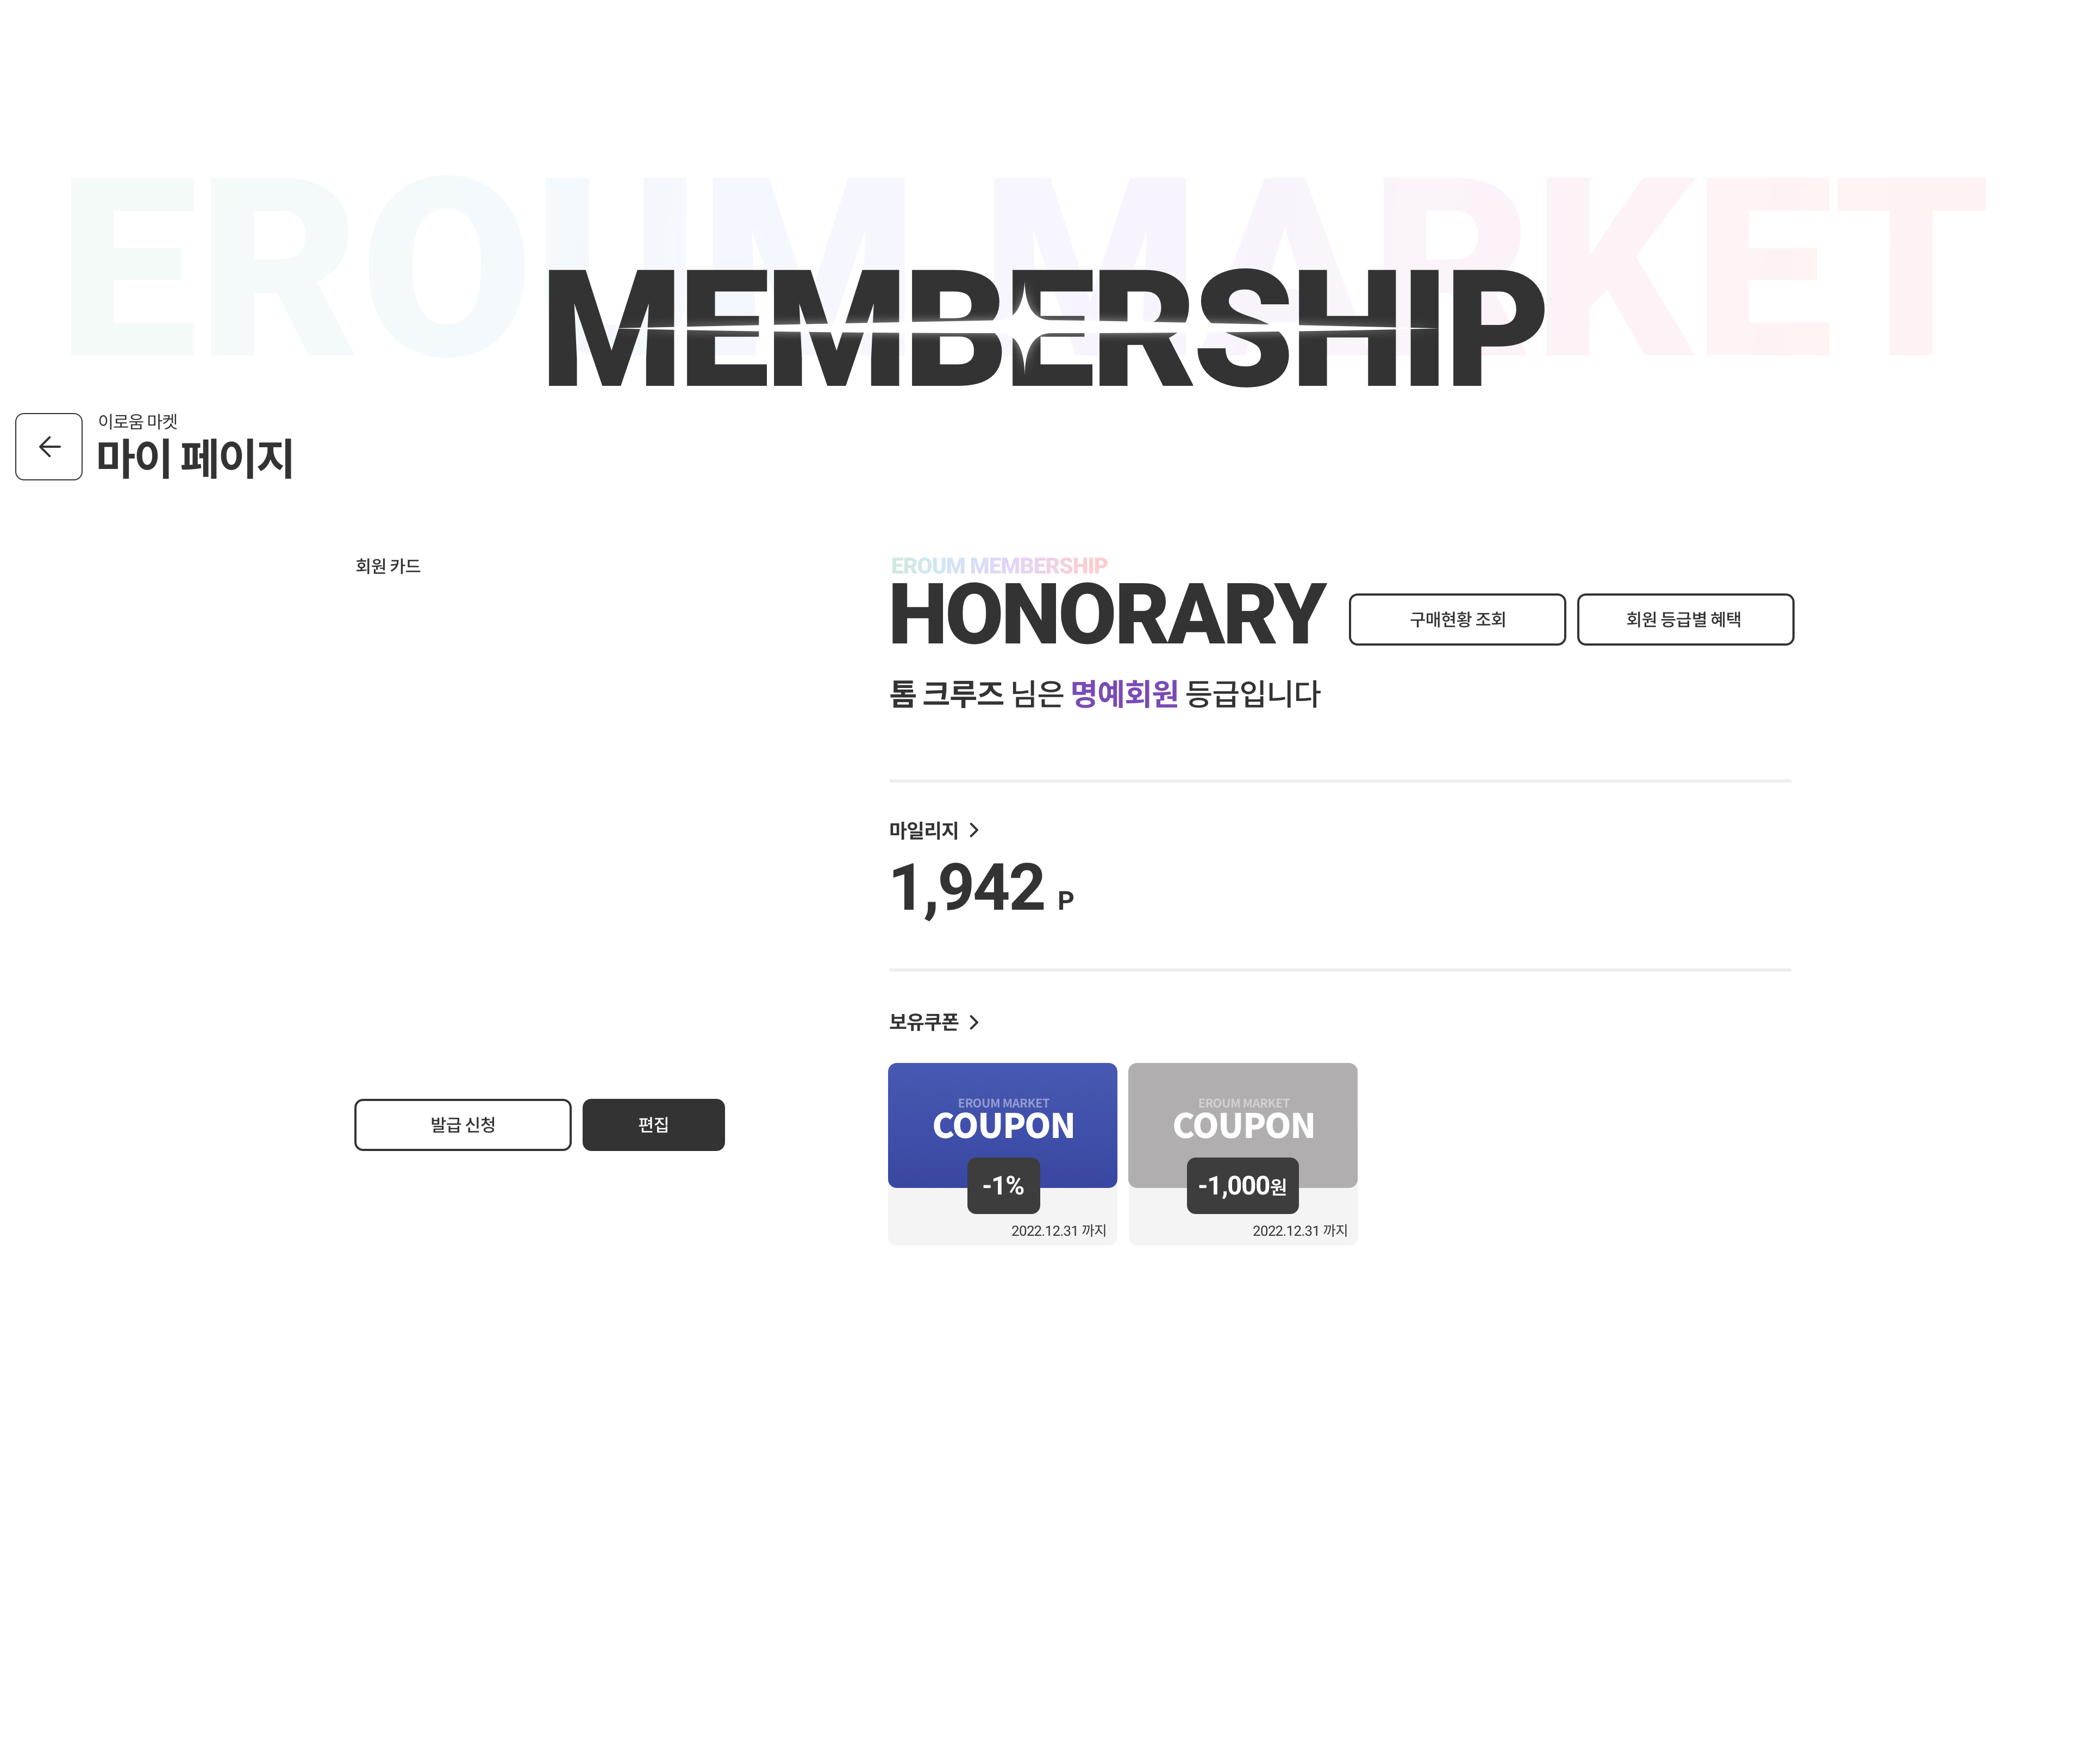 EROUM MARKET
MEMBERSHIP
이로움 마켓
마이 페이지
회원 카드
발급 신청
편집
EROUM MEMBERSHIP
HONORARY
구매현황 조회
회원 등급별 혜택
톰 크루즈 님은 명예회원 등급입니다
마일리지
1,942 P
보유쿠폰
EROUM MARKET
COUPON
-1%
2022.12.31 까지
EROUM MARKET
COUPON
-1,000원
2022.12.31 까지